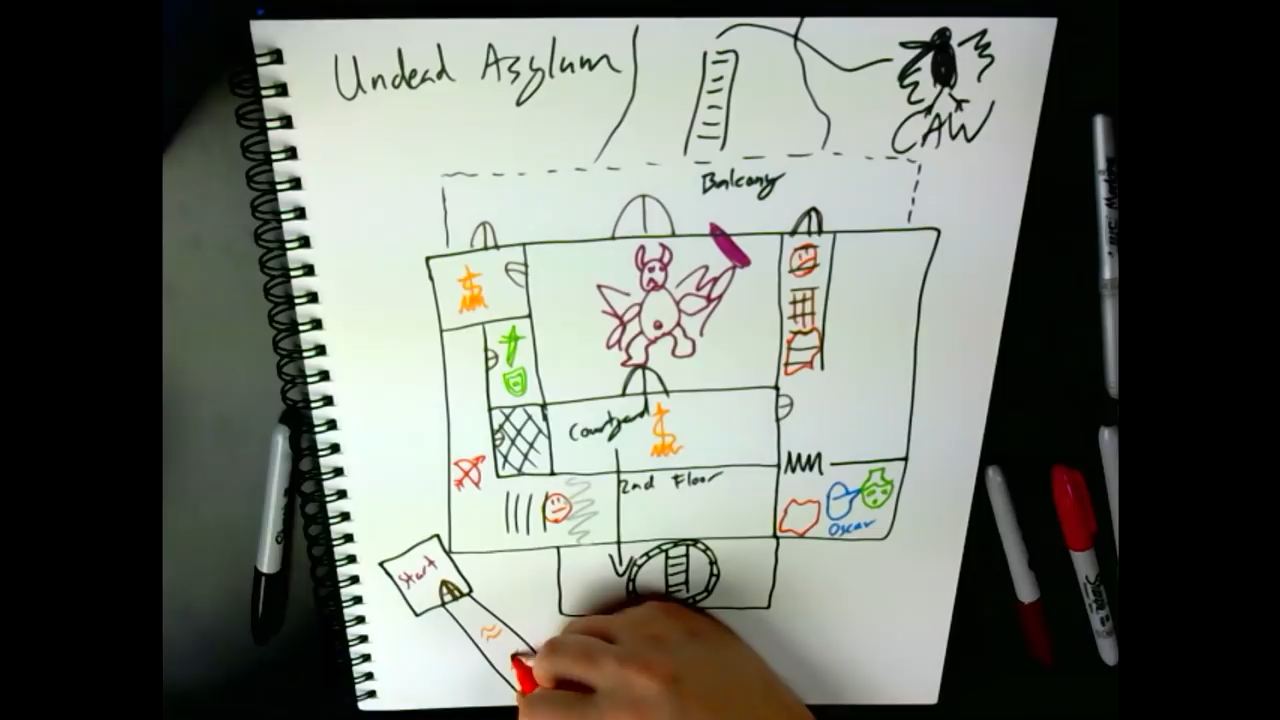 Undead Asylum
CAW
Balcony
Courtyard
2nd Floor
Oscar
Start